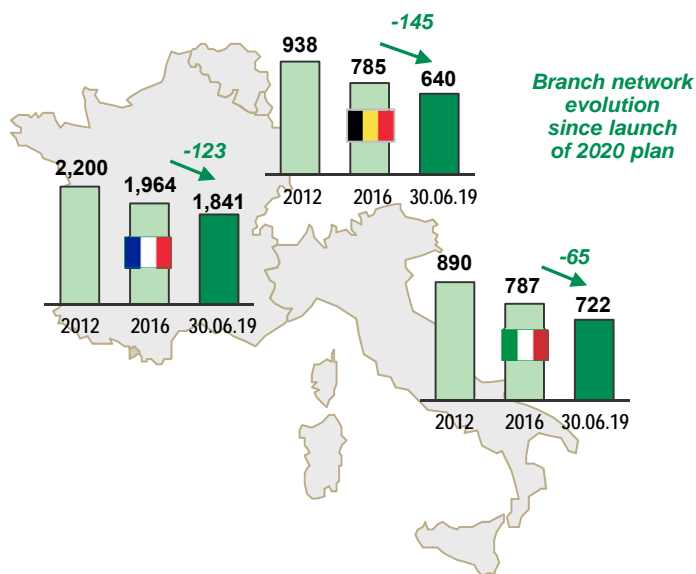 Branch network
evolution
since launch
of 2020 plan
-145
938
785
640
2012 2016 30.06.19
-123
2,200
1,964
1,841
2012 2016 30.06.19
-65
890
787
722
2012 2016 30.06.19